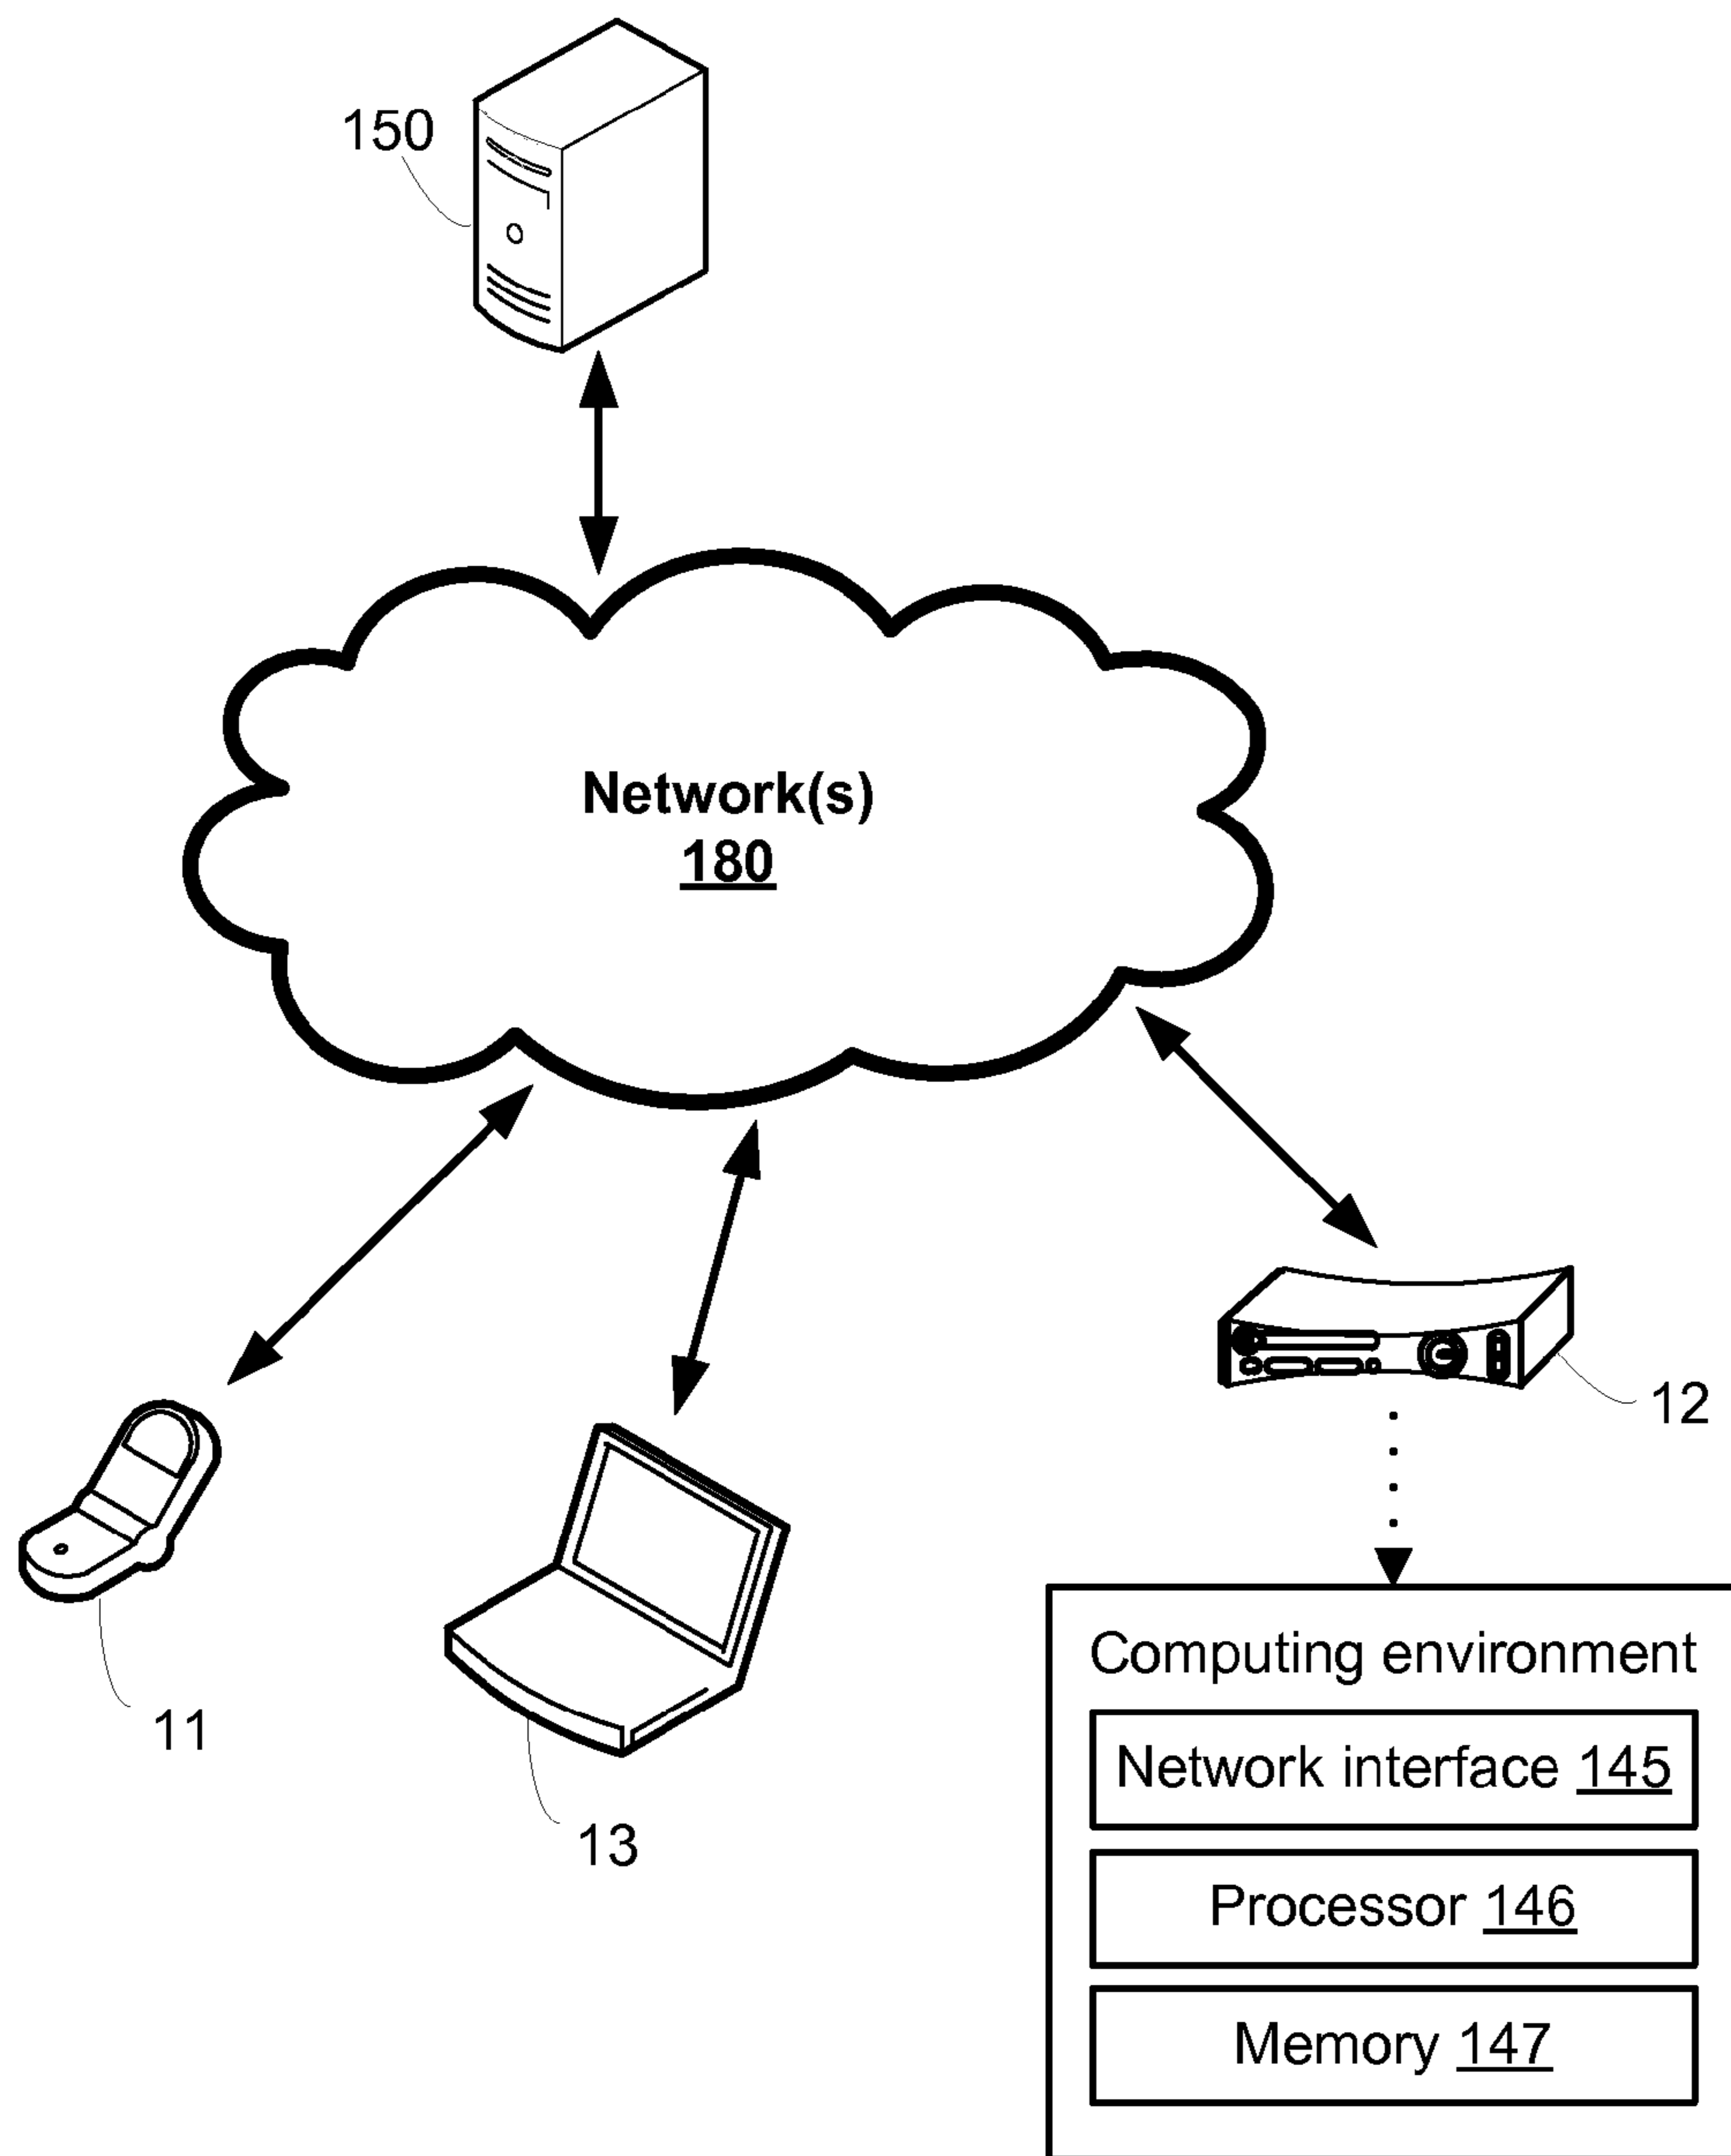 150
Network(s)
180
12
11
13
Computing environment
Network interface 145
Processor 146
Memory 147